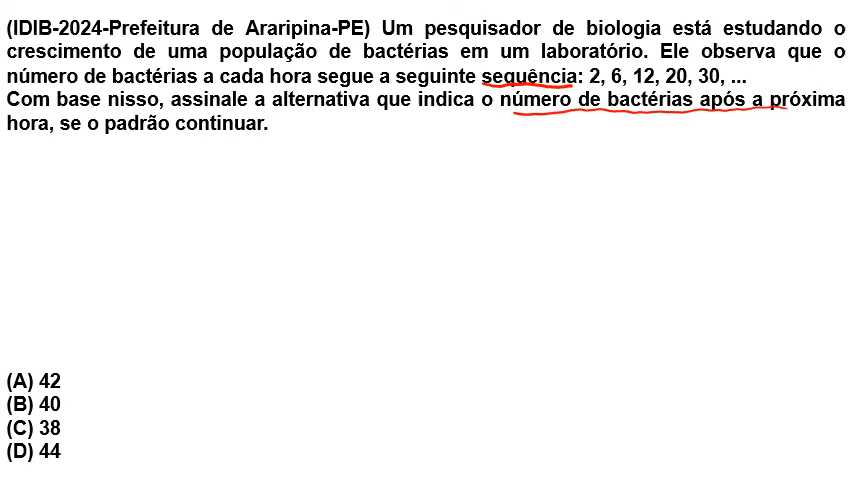 (IDIB-2024-Prefeitura de Araripina-PE) Um pesquisador de biologia está estudando o
crescimento de uma população de bactérias em um laboratório. Ele observa que o
número de bactérias a cada hora segue a seguinte sequência: 2, 6, 12, 20, 30, ...
Com base nisso, assinale a alternativa que indica o número de bactérias após a próxima
hora, se o padrão continuar.
(A) 42
(B) 40
(C) 38
(D) 44